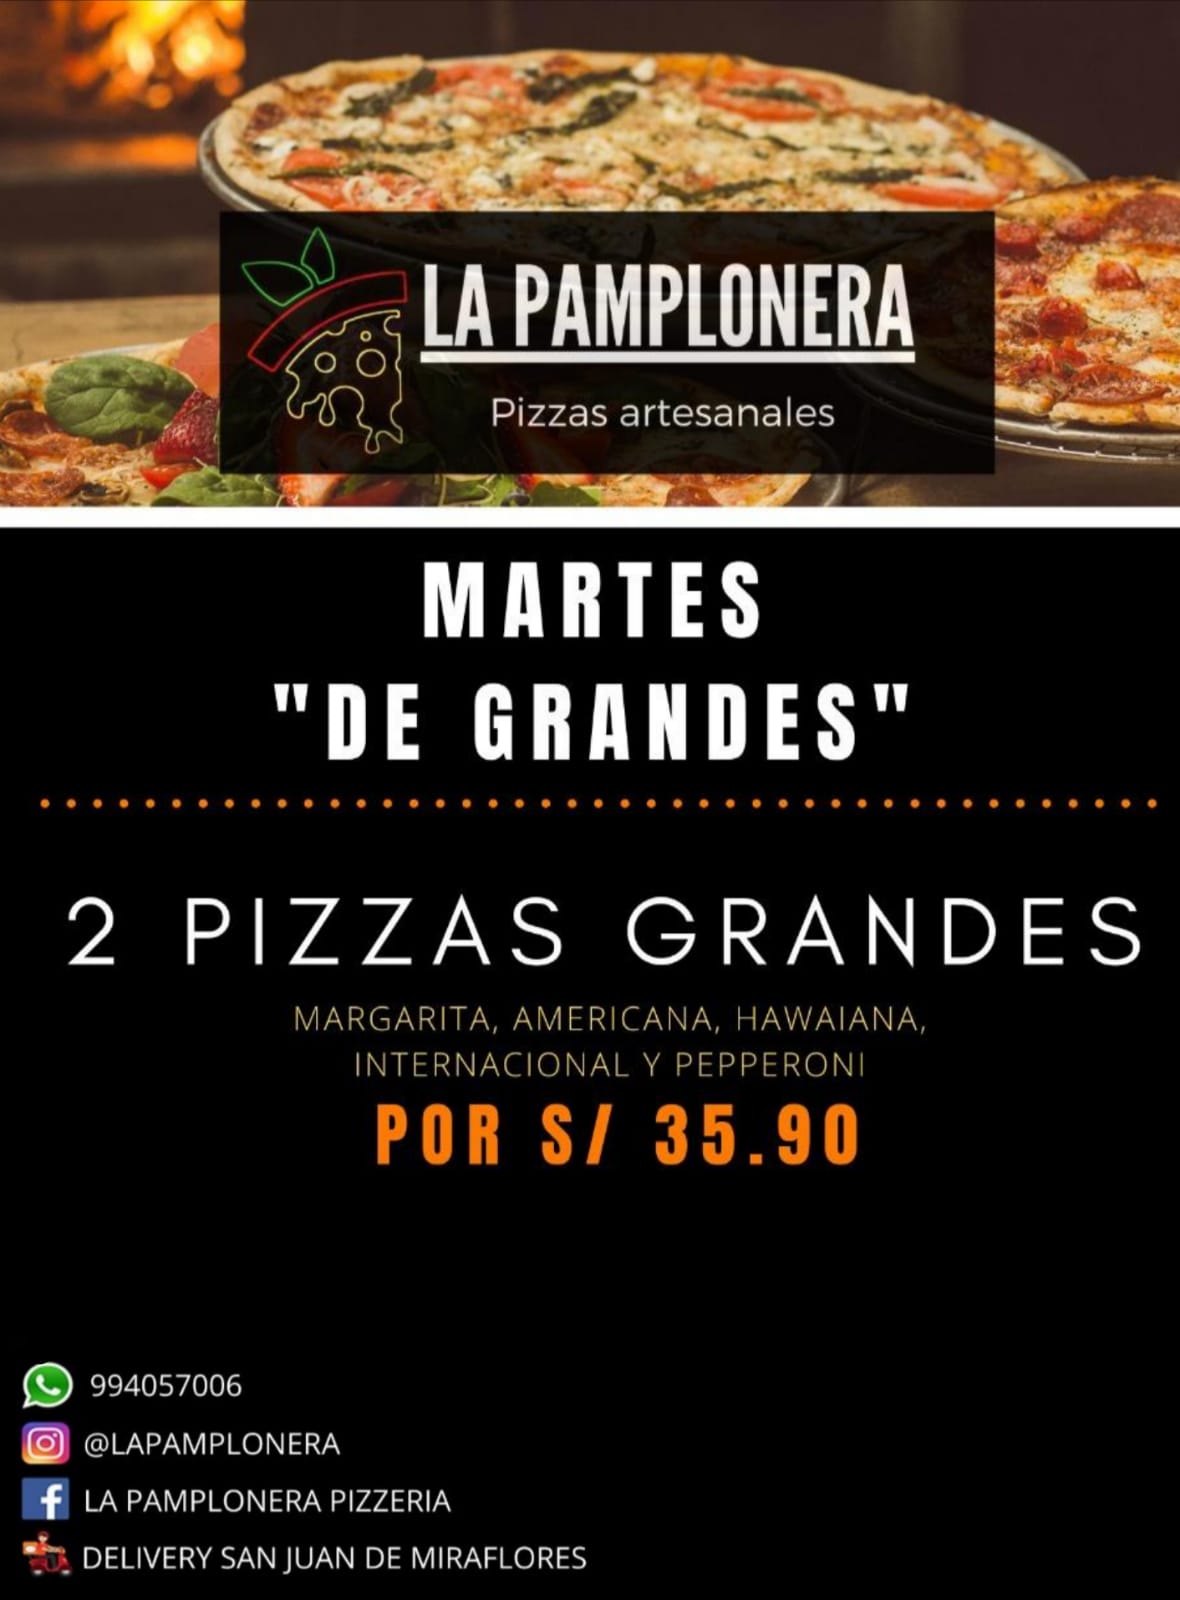 LA PAMPLONERA
Pizzas artesanales
MARTES
"DE GRANDES"
2 PIZZAS GRANDES
MARGARITA, AMERICANA, HAWAIANA,
INTERNACIONAL Y PEPPERONI
POR S/ 35.90
994057006
@LAPAMPLONERA
LA PAMPLONERA PIZZERIA
DELIVERY SAN JUAN DE MIRAFLORES